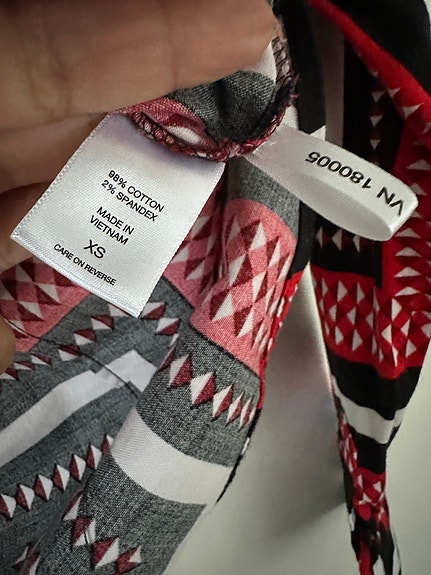 98% COTTON
2% SPANDEX
MADE IN
VIETNAM
XS
CARE ON REVERSE
VN 180005